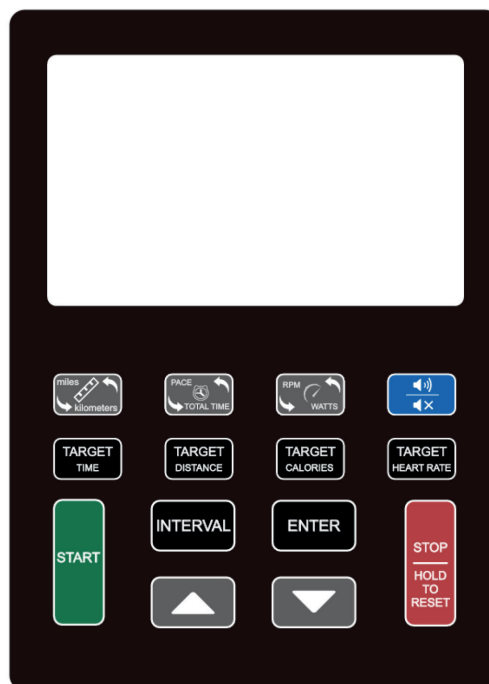 miles
kilometers
PACE
TOTAL TIME
RPM
WATTS
TARGET
TIME
TARGET
DISTANCE
TARGET
CALORIES
TARGET
HEART RATE
START
INTERVAL
ENTER
STOP
HOLD
TO
RESET